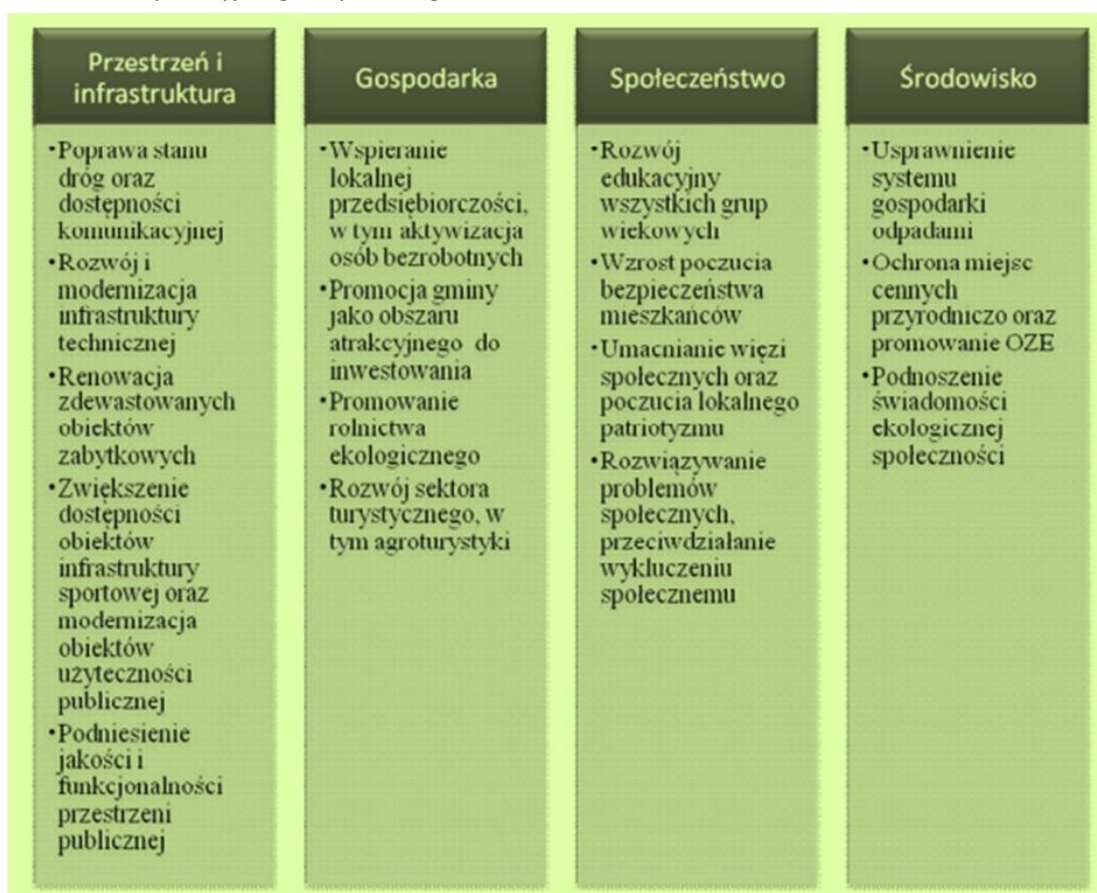 Przestrzeń i
infrastruktura
•Poprawa stanu
dróg oraz
dostępności
komunikacyjnej
•Rozwój i
modernizacja
infrastruktury
technicznej
•Renowacja
zdewastowanych
obiektów
zabytkowych
•Zwiększenie
dostępności
obiektów
infrastruktury
sportowej oraz
modernizacja
obiektów
użyteczności
publicznej
•Podniesienie
jakości i
funkcjonalności
przestrzeni
publicznej
Gospodarka
•Wspieranie
lokalnej
przedsiębiorczości,
w tym aktywizacja
osób bezrobotnych
•Promocja gminy
jako obszaru
atrakcyjnego do
inwestowania
•Promowanie
rolnictwa
ekologicznego
•Rozwój sektora
turystycznego, w
tym agroturystyki
Społeczeństwo
•Rozwój
edukacyjny
wszystkich grup
wiekowych
•Wzrost poczucia
bezpieczeństwa
mieszkańców
•Umacnianie więzi
społecznych oraz
poczucia lokalnego
patriotyzmu
•Rozwiązywanie
problemów
społecznych,
przeciwdziałanie
wykluczeniu
społecznemu
Środowisko
•Usprawnienie
systemu
gospodarki
odpadami
•Ochrona miejsc
cennych
przyrodniczo oraz
promowanie OZE
•Podnoszenie
świadomości
ekologicznej
społeczności